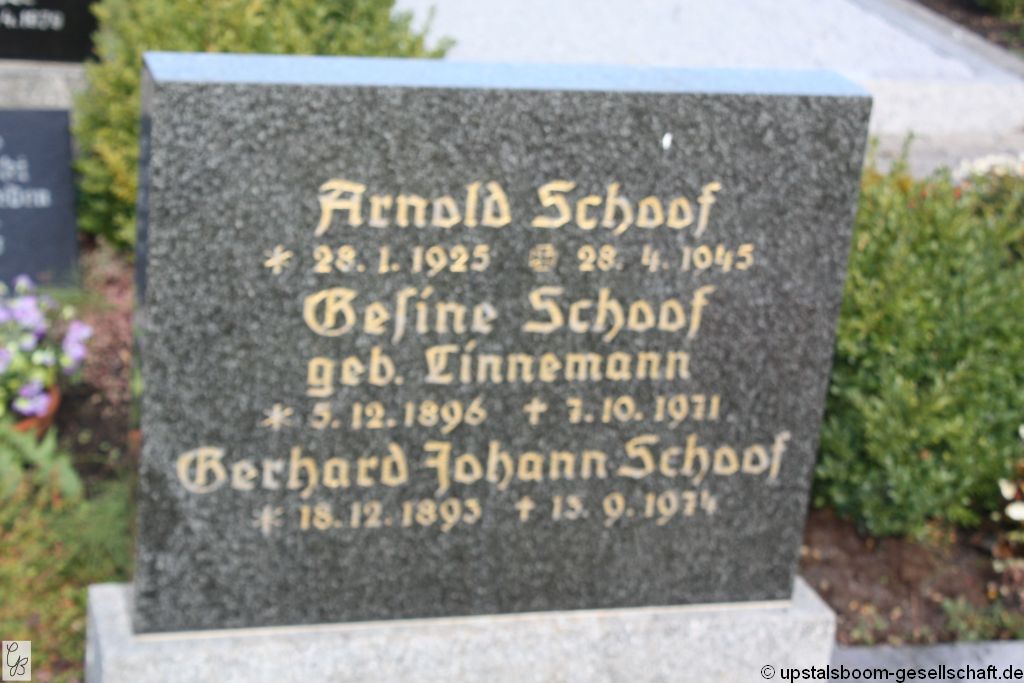 Arnold Schoof
* 28. 1. 1925 ✠ 28. 4. 1945
Gesine Schoof
geb. Tinnemann
* 5. 12. 1896 † 7. 10. 1971
Gerhard Johann Schoof
* 18. 12. 1893 † 13. 9. 1974
© upstalsboom-gesellschaft.de